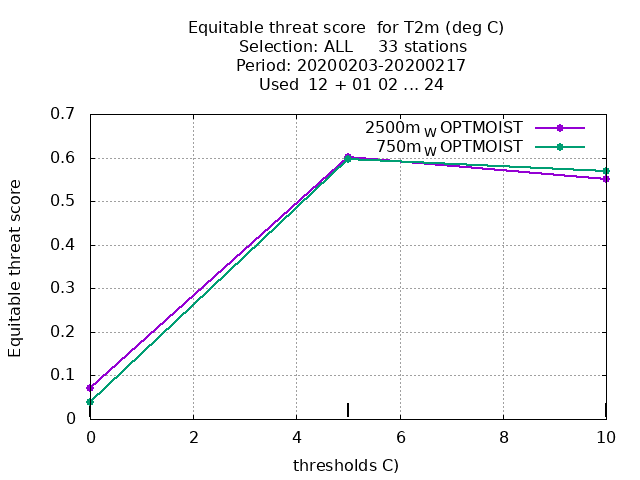 Equitable threat score  for T2m (deg C)
Selection: ALL     33 stations
Period: 20200203-20200217
Used  12 + 01 02 ... 24
2500m_W OPTMOIST
750m_W OPTMOIST
Equitable threat score
0.7
0.6
0.5
0.4
0.3
0.2
0.1
0
0 2 4 6 8 10
thresholds C)